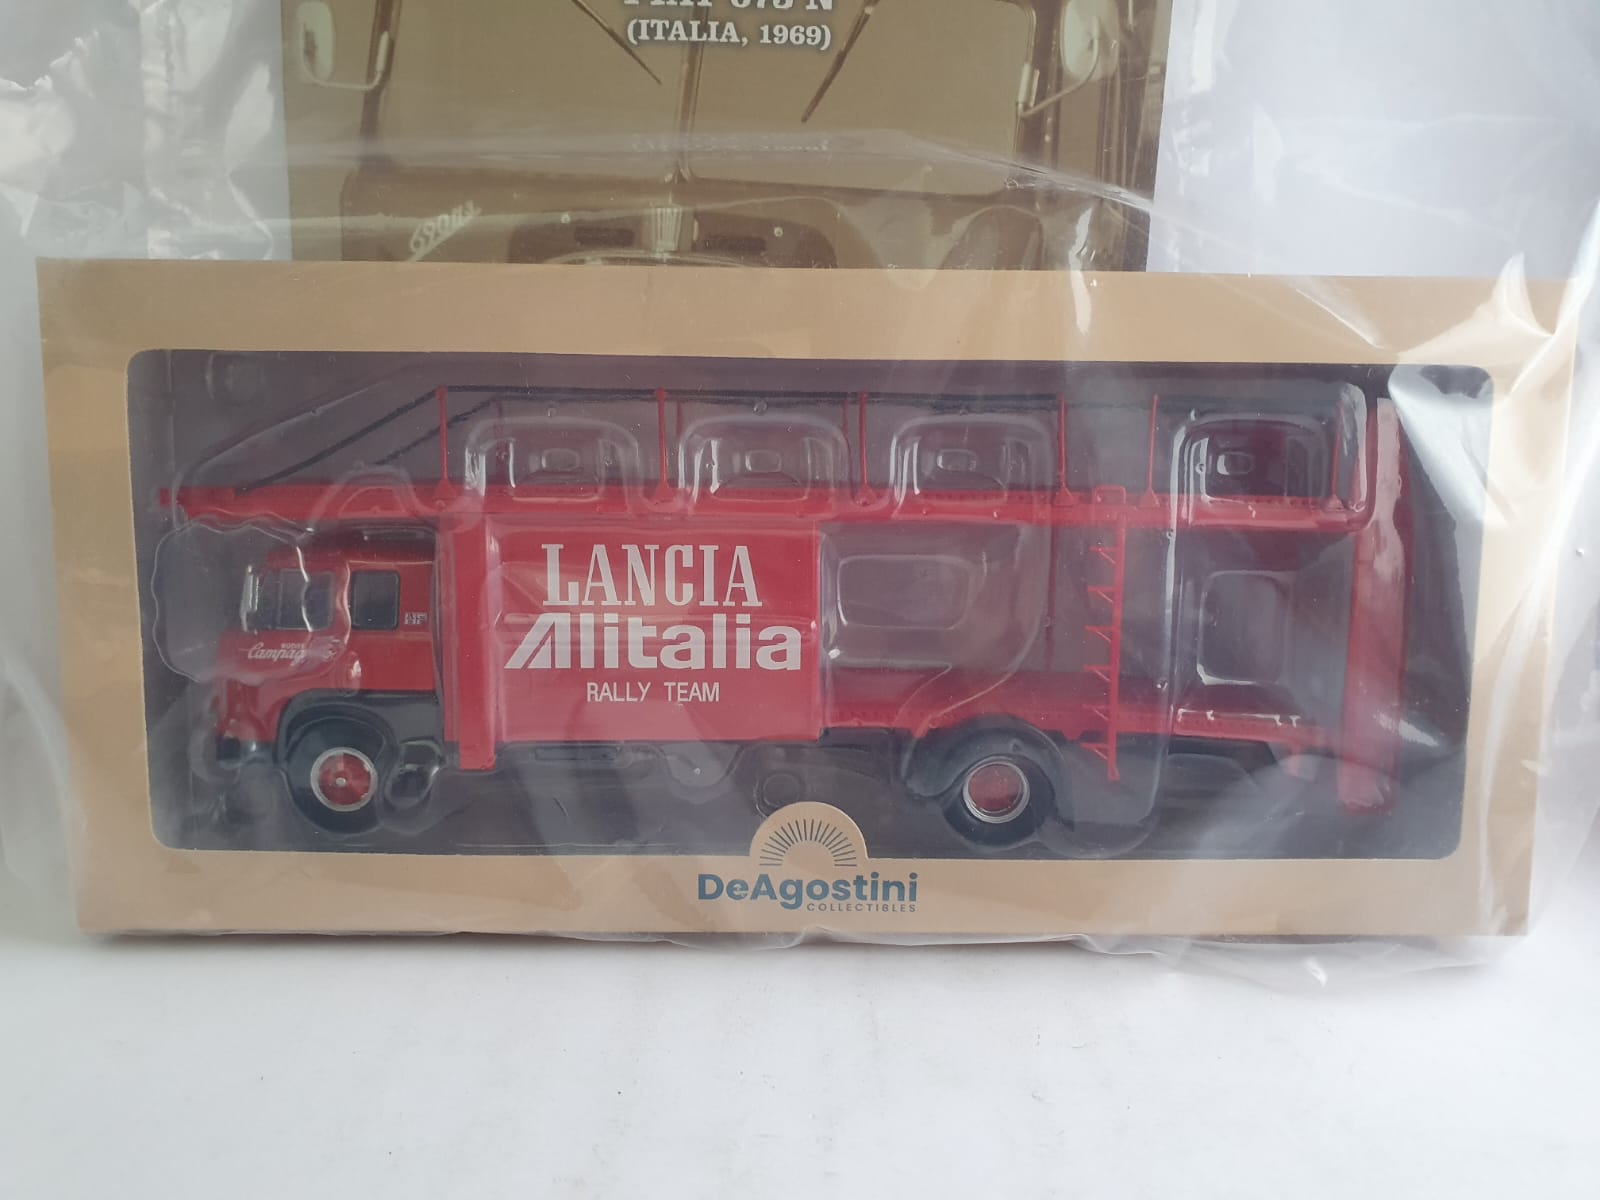 (ITALIA, 1969)
LANCIA
Alitalia
RALLY TEAM
DeAgostini
COLLECTIBLES